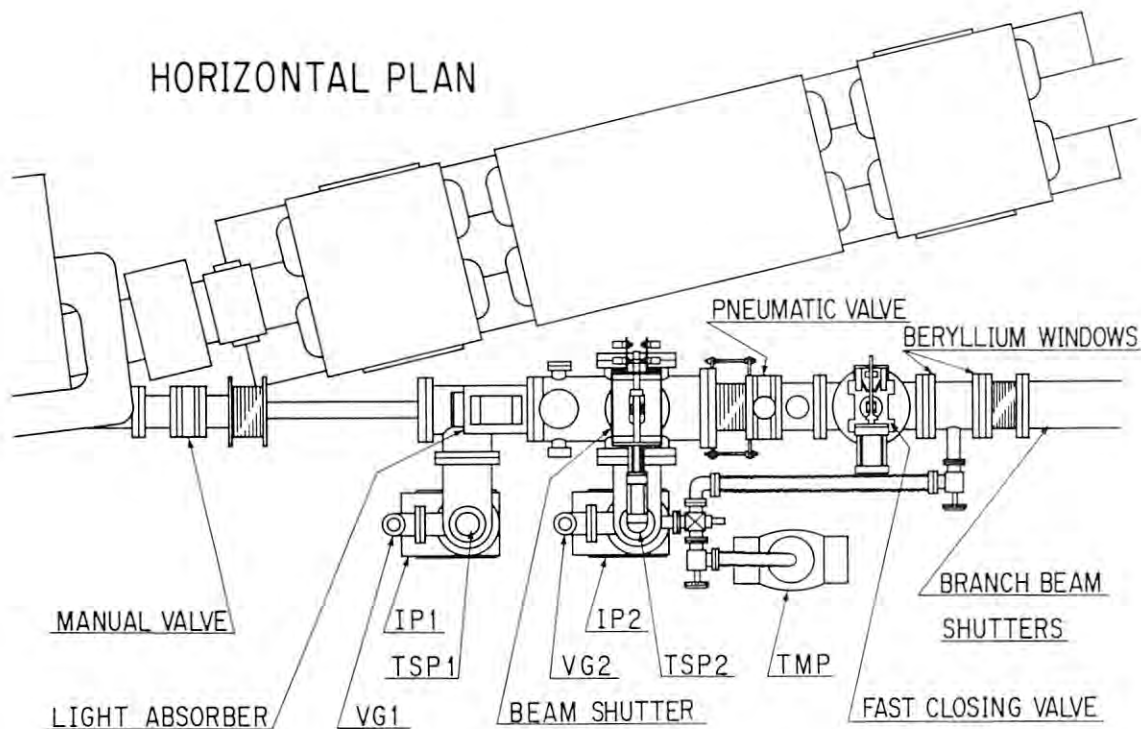 HORIZONTAL PLAN
PNEUMATIC VALVE
BERYLLIUM WINDOWS
MANUAL VALVE
IP1
IP2
BRANCH BEAM
SHUTTERS
TSP1
VG2
TSP2
TMP
LIGHT ABSORBER
VG1
BEAM SHUTTER
FAST CLOSING VALVE